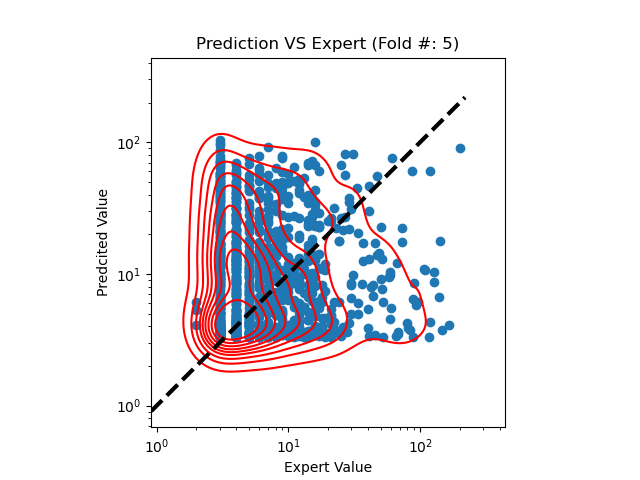 Prediction VS Expert (Fold #: 5)
Predcited Value
10²
10¹
10⁰
10⁰ 10¹ 10²
Expert Value